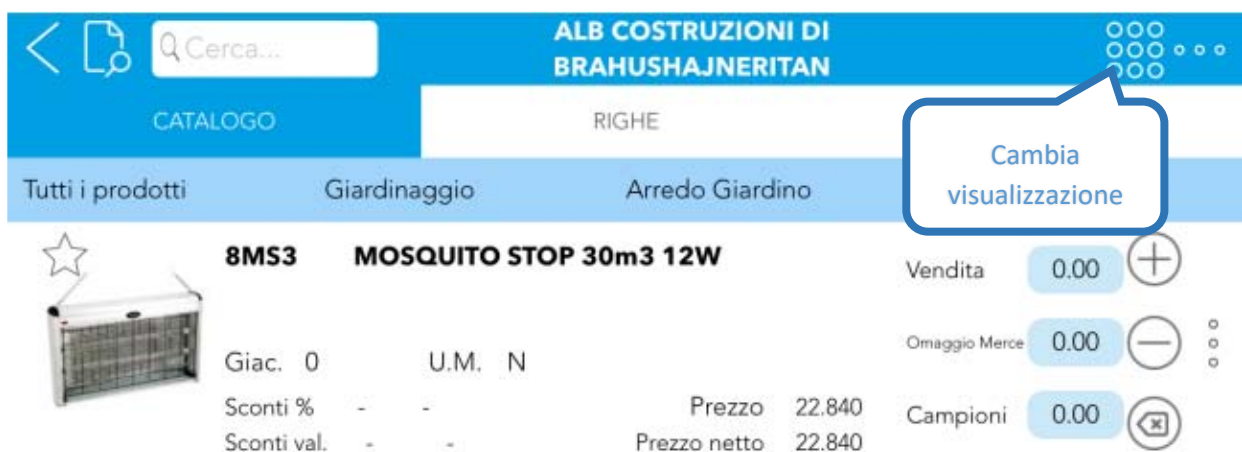 Cerca...
ALB COSTRUZIONI DI
BRAHUSHAJNERITAN
CATALOGO
RIGHE
Cambia
visualizzazione
Tutti i prodotti
Giardinaggio
Arredo Giardino
8MS3 MOSQUITO STOP 30m3 12W
Vendita 0.00
Giac. 0 U.M. N
Omaggio Merce 0.00
Sconti % - - Prezzo 22.840
Campioni 0.00
Sconti val. - - Prezzo netto 22.840